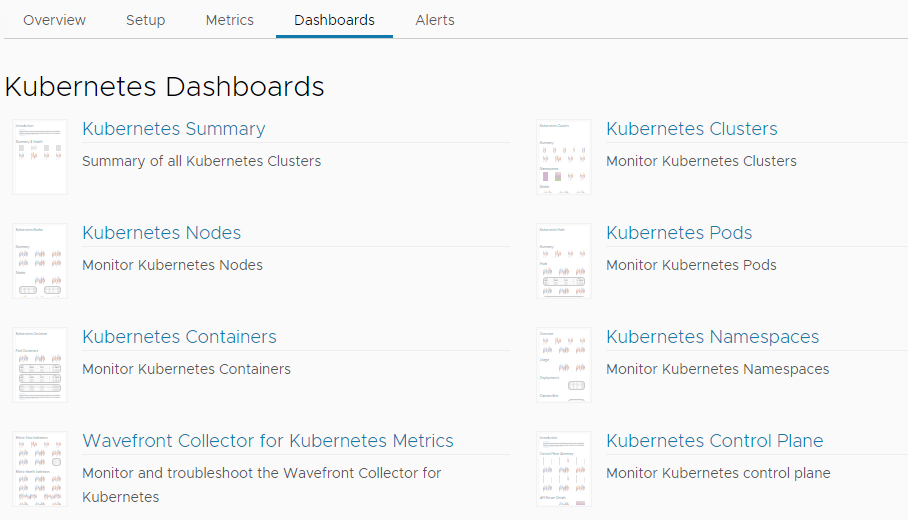 Overview Setup Metrics Dashboards Alerts
Kubernetes Dashboards
Kubernetes Summary
Summary of all Kubernetes Clusters
Kubernetes Clusters
Monitor Kubernetes Clusters
Kubernetes Nodes
Monitor Kubernetes Nodes
Kubernetes Pods
Monitor Kubernetes Pods
Kubernetes Containers
Monitor Kubernetes Containers
Kubernetes Namespaces
Monitor Kubernetes Namespaces
Wavefront Collector for Kubernetes Metrics
Monitor and troubleshoot the Wavefront Collector for
Kubernetes
Kubernetes Control Plane
Monitor Kubernetes control plane